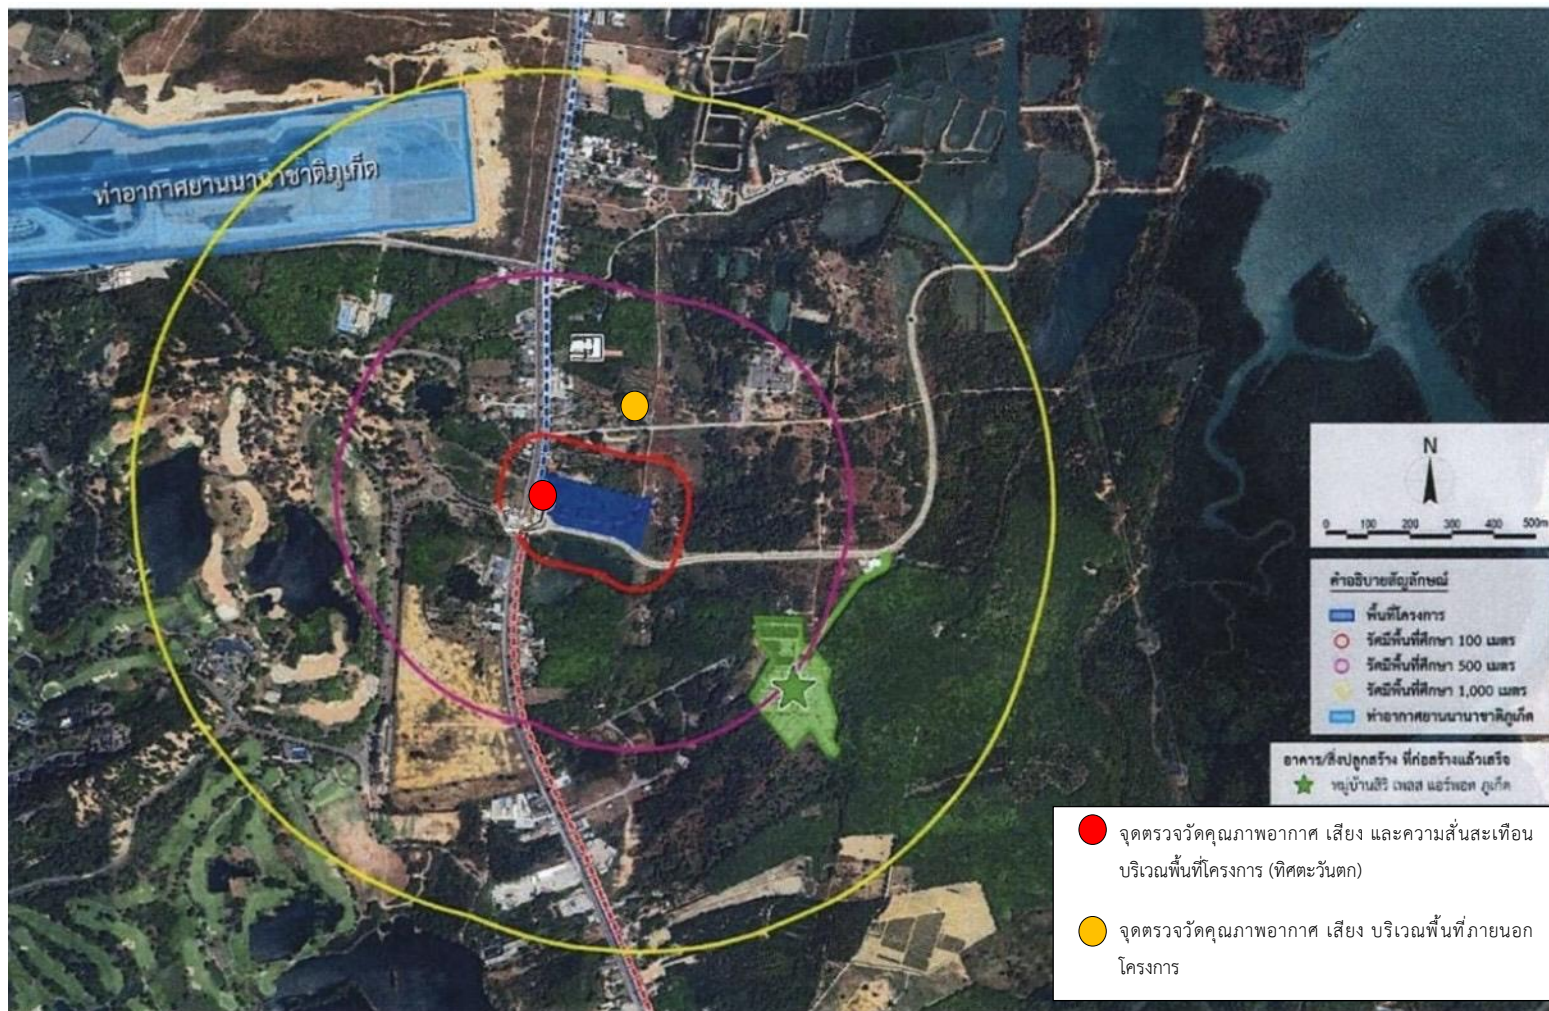 ท่าอากาศยานนานาชาติภูเก็ต
N
0 100 200 300 400 500m
คำอธิบายสัญลักษณ์
พื้นที่โครงการ
รัศมีพื้นที่ศึกษา 100 เมตร
รัศมีพื้นที่ศึกษา 500 เมตร
รัศมีพื้นที่ศึกษา 1,000 เมตร
ท่าอากาศยานนานาชาติภูเก็ต
อาคาร/สิ่งปลูกสร้าง ที่ก่อสร้างแล้วเสร็จ
หมู่บ้านสิริ เพลส แอร์พอต ภูเก็ต
จุดตรวจวัดคุณภาพอากาศ เสียง และความสั่นสะเทือน
บริเวณพื้นที่โครงการ (ทิศตะวันตก)
จุดตรวจวัดคุณภาพอากาศ เสียง บริเวณพื้นที่ภายนอก
โครงการ